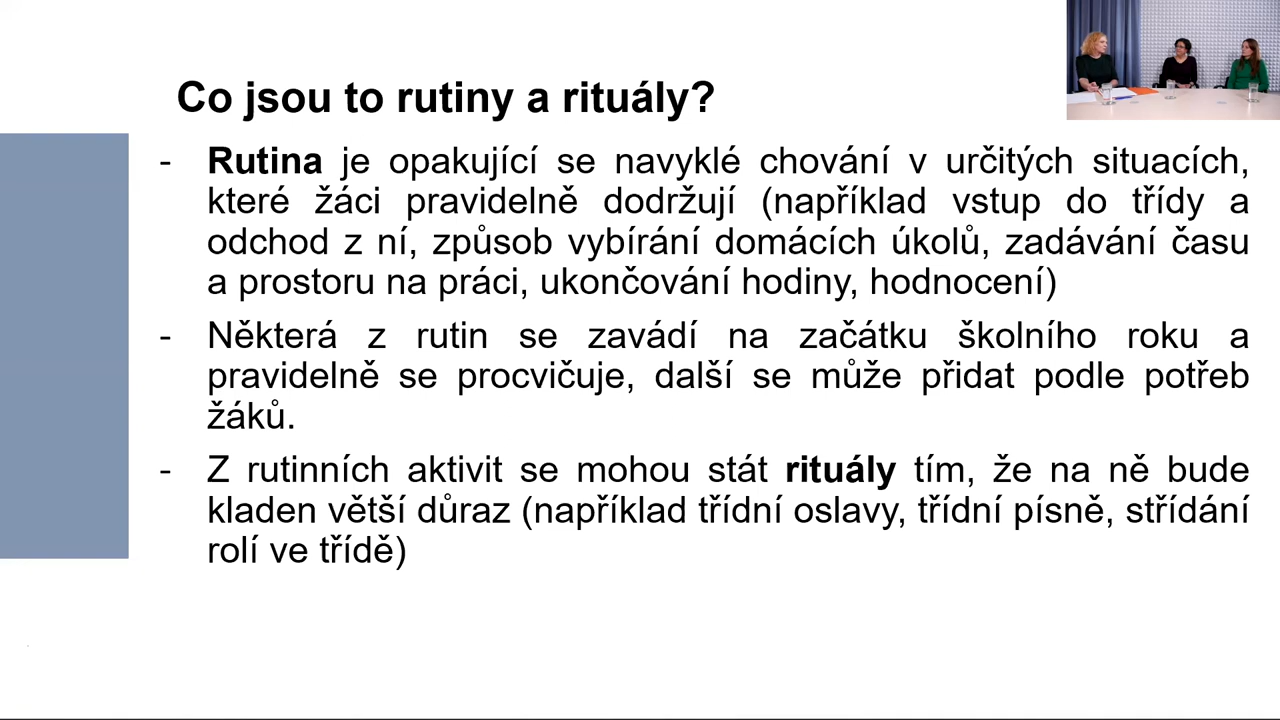 Co jsou to rutiny a rituály?
- Rutina je opakující se navyklé chování v určitých situacích,
které žáci pravidelně dodržují (například vstup do třídy a
odchod z ní, způsob vybírání domácích úkolů, zadávání času
a prostoru na práci, ukončování hodiny, hodnocení)
- Některá z rutin se zavádí na začátku školního roku a
pravidelně se procvičuje, další se může přidat podle potřeb
žáků.
- Z rutinních aktivit se mohou stát rituály tím, že na ně bude
kladen větší důraz (například třídní oslavy, třídní písně, střídání
rolí ve třídě)